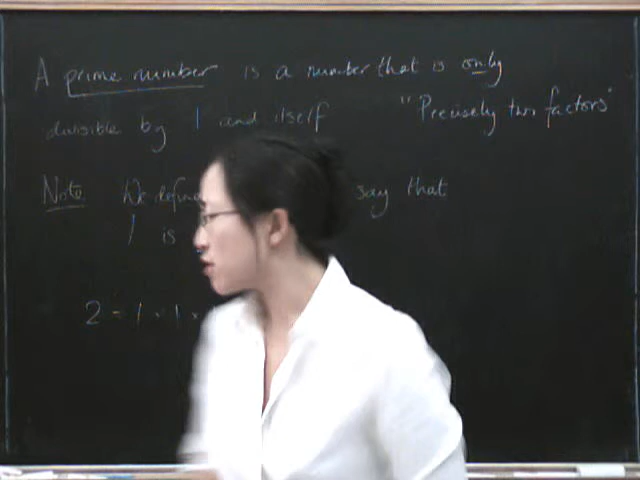 A prime number is a number that is only
divisible by 1 and itself "Precisely two factors"
Note We say that
1 is
2 = 1 × 1 ×